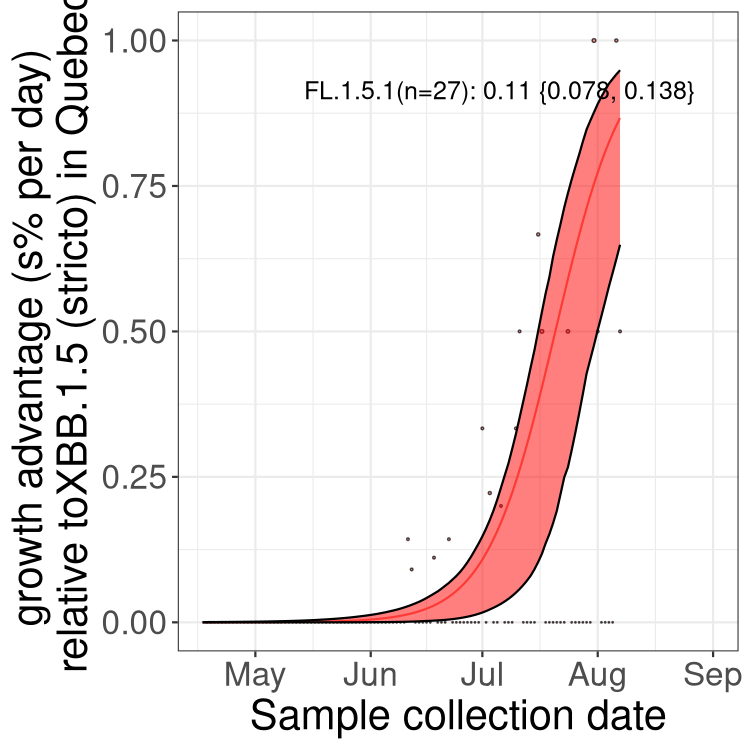 growth advantage (s% per day)
relative toXBB.1.5 (stricto) in Quebec
1.00
0.75
0.50
0.25
0.00
FL.1.5.1(n=27): 0.11 {0.078, 0.138}
May Jun Jul Aug Sep
Sample collection date